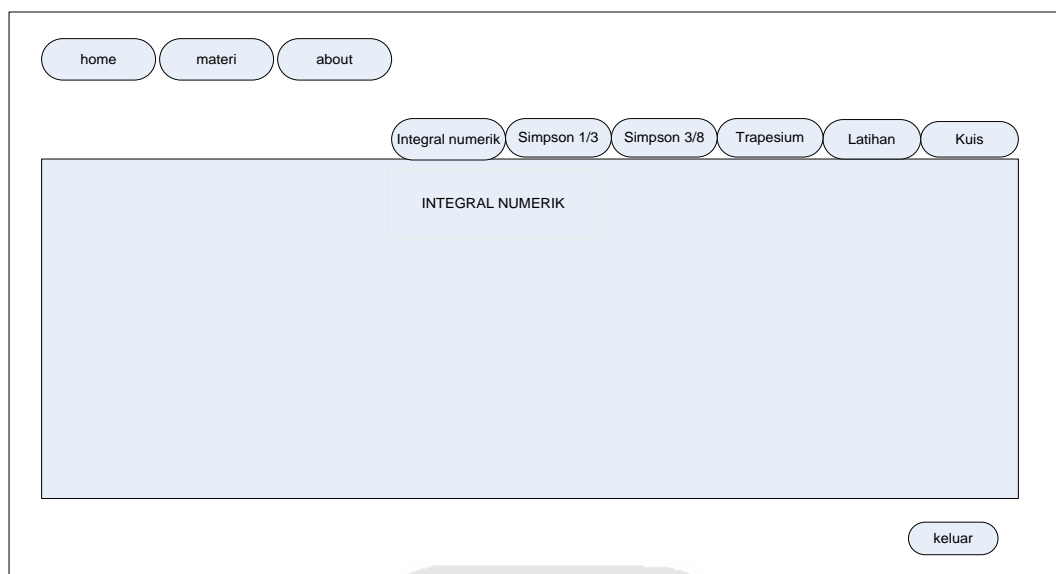 home materi about
Integral numerik Simpson 1/3 Simpson 3/8 Trapesium Latihan Kuis
INTEGRAL NUMERIK
keluar